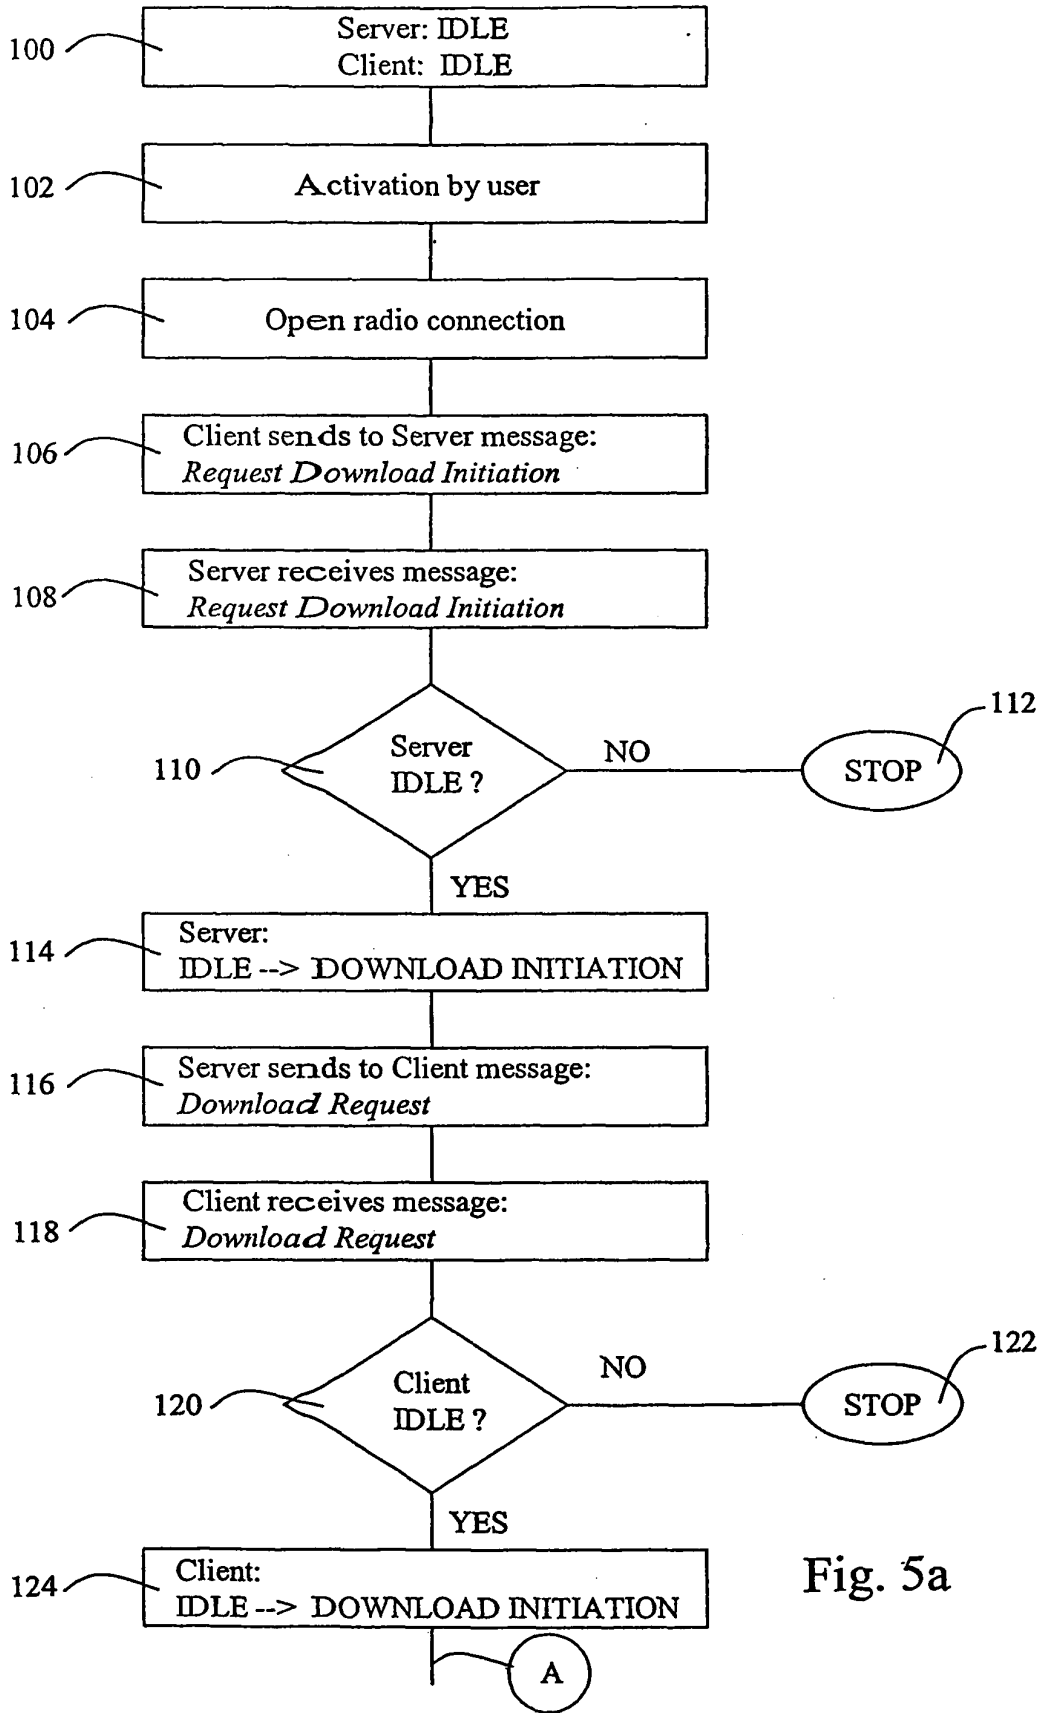 100
Server: IDLE
Client: IDLE
102
Activation by user
104
Open radio connection
106
Client sends to Server message:
Request Download Initiation
108
Server receives message:
Request Download Initiation
110
Server
IDLE ?
NO
STOP
112
YES
114
Server:
IDLE --> DOWNLOAD INITIATION
116
Server sends to Client message:
Download Request
118
Client receives message:
Download Request
120
Client
IDLE ?
NO
STOP
122
YES
124
Client:
IDLE --> DOWNLOAD INITIATION
Fig. 5a
A